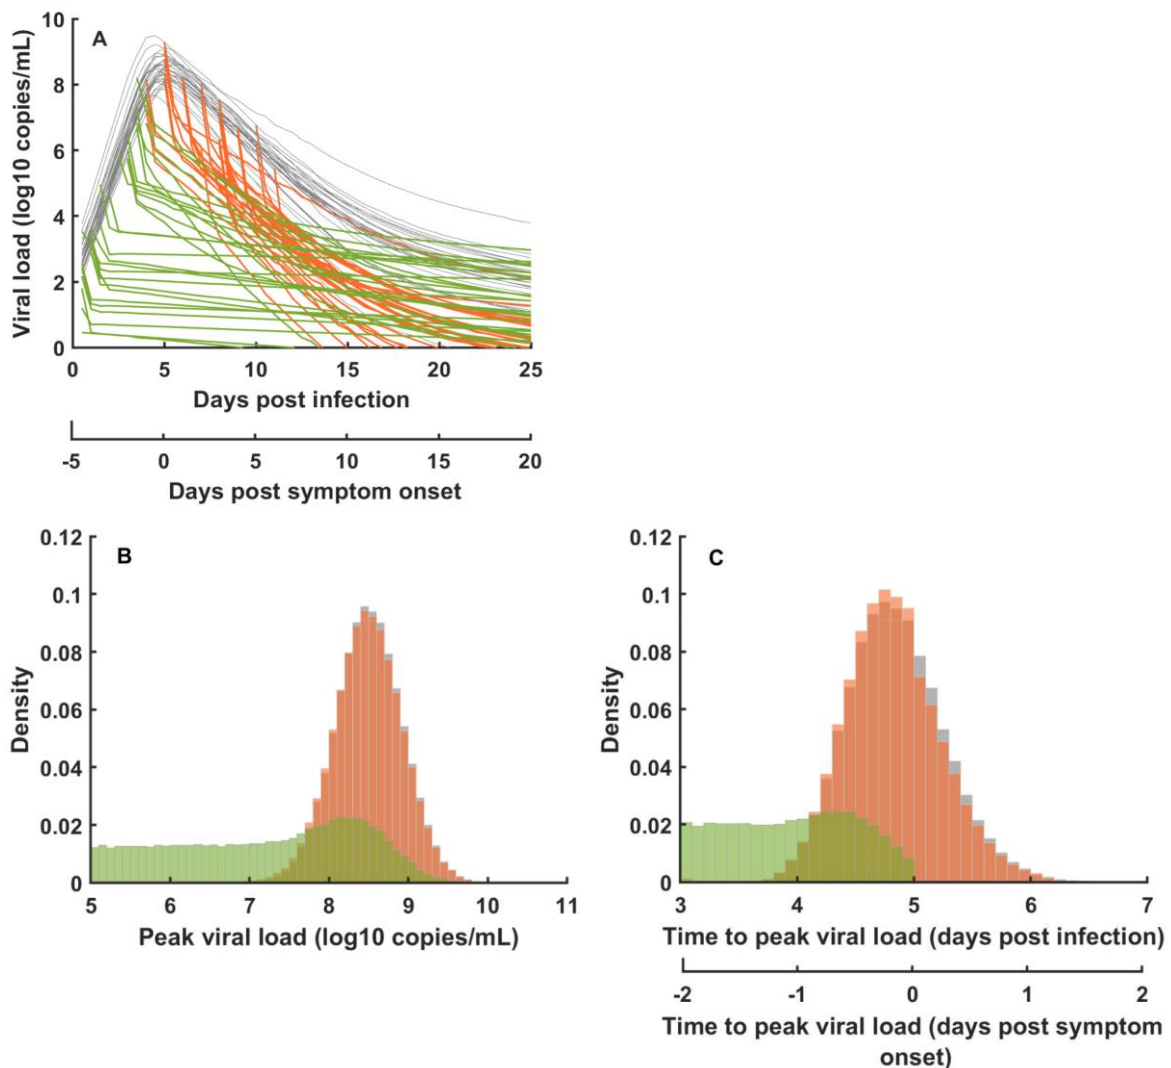 A
Viral load (log10 copies/mL)
10
8
6
4
2
0
0 5 10 15 20 25
Days post infection
-5 0 5 10 15 20
Days post symptom onset
B
Density
0.12
0.1
0.08
0.06
0.04
0.02
0
5 6 7 8 9 10 11
Peak viral load (log10 copies/mL)
C
Density
0.12
0.1
0.08
0.06
0.04
0.02
0
3 4 5 6 7
Time to peak viral load (days post infection)
-2 -1 0 1 2
Time to peak viral load (days post symptom
onset)